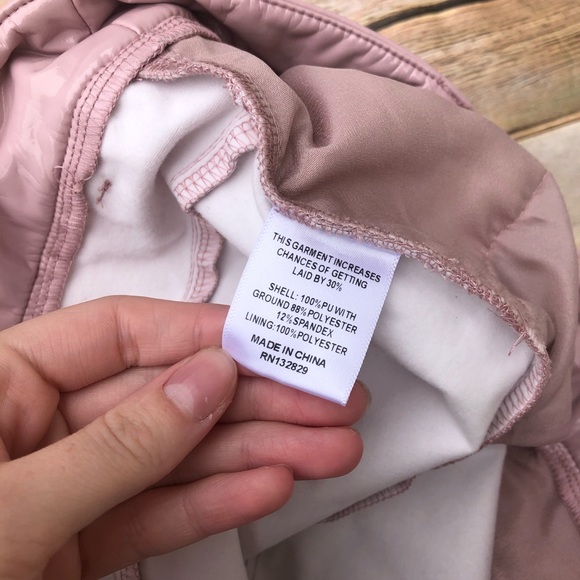 THIS GARMENT INCREASES
CHANCES OF GETTING
LAID BY 30%
SHELL: 100%PU WITH
GROUND 88% POLYESTER
12%SPANDEX
LINING:100%POLYESTER
MADE IN CHINA
RN132829